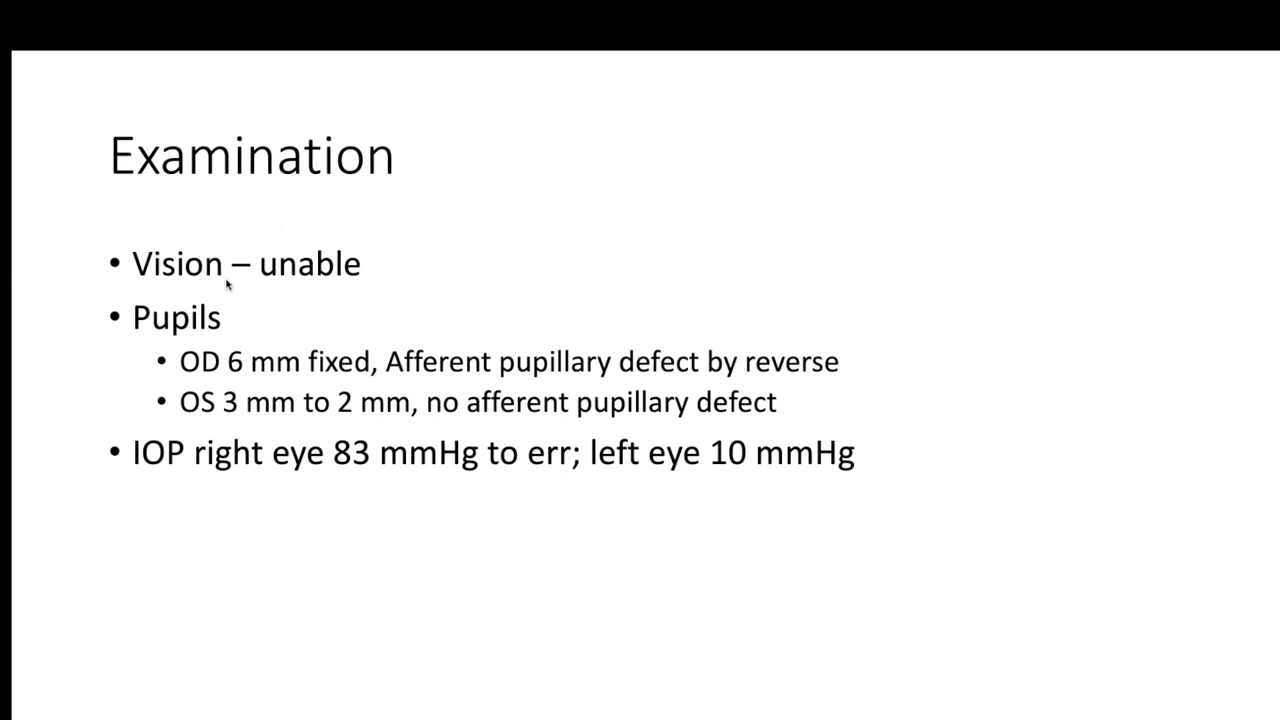 Examination
• Vision – unable
• Pupils
• OD 6 mm fixed, Afferent pupillary defect by reverse
• OS 3 mm to 2 mm, no afferent pupillary defect
• IOP right eye 83 mmHg to err; left eye 10 mmHg